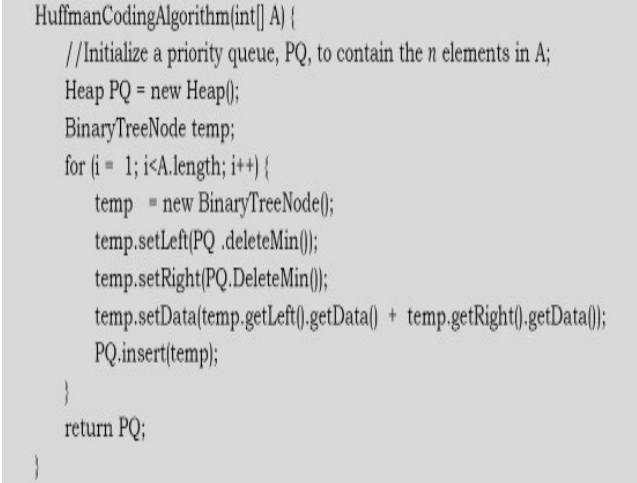 HuffmanCodingAlgorithm(int[] A) {
//Initialize a priority queue, PQ, to contain the n elements in A;
Heap PQ = new Heap();
BinaryTreeNode temp;
for (i = 1; i<A.length; i++) {
temp = new BinaryTreeNode();
temp.setLeft(PQ .deleteMin());
temp.setRight(PQ.DeleteMin());
temp.setData(temp.getLeft().getData() + temp.getRight().getData());
PQ.insert(temp);
}
return PQ;
}